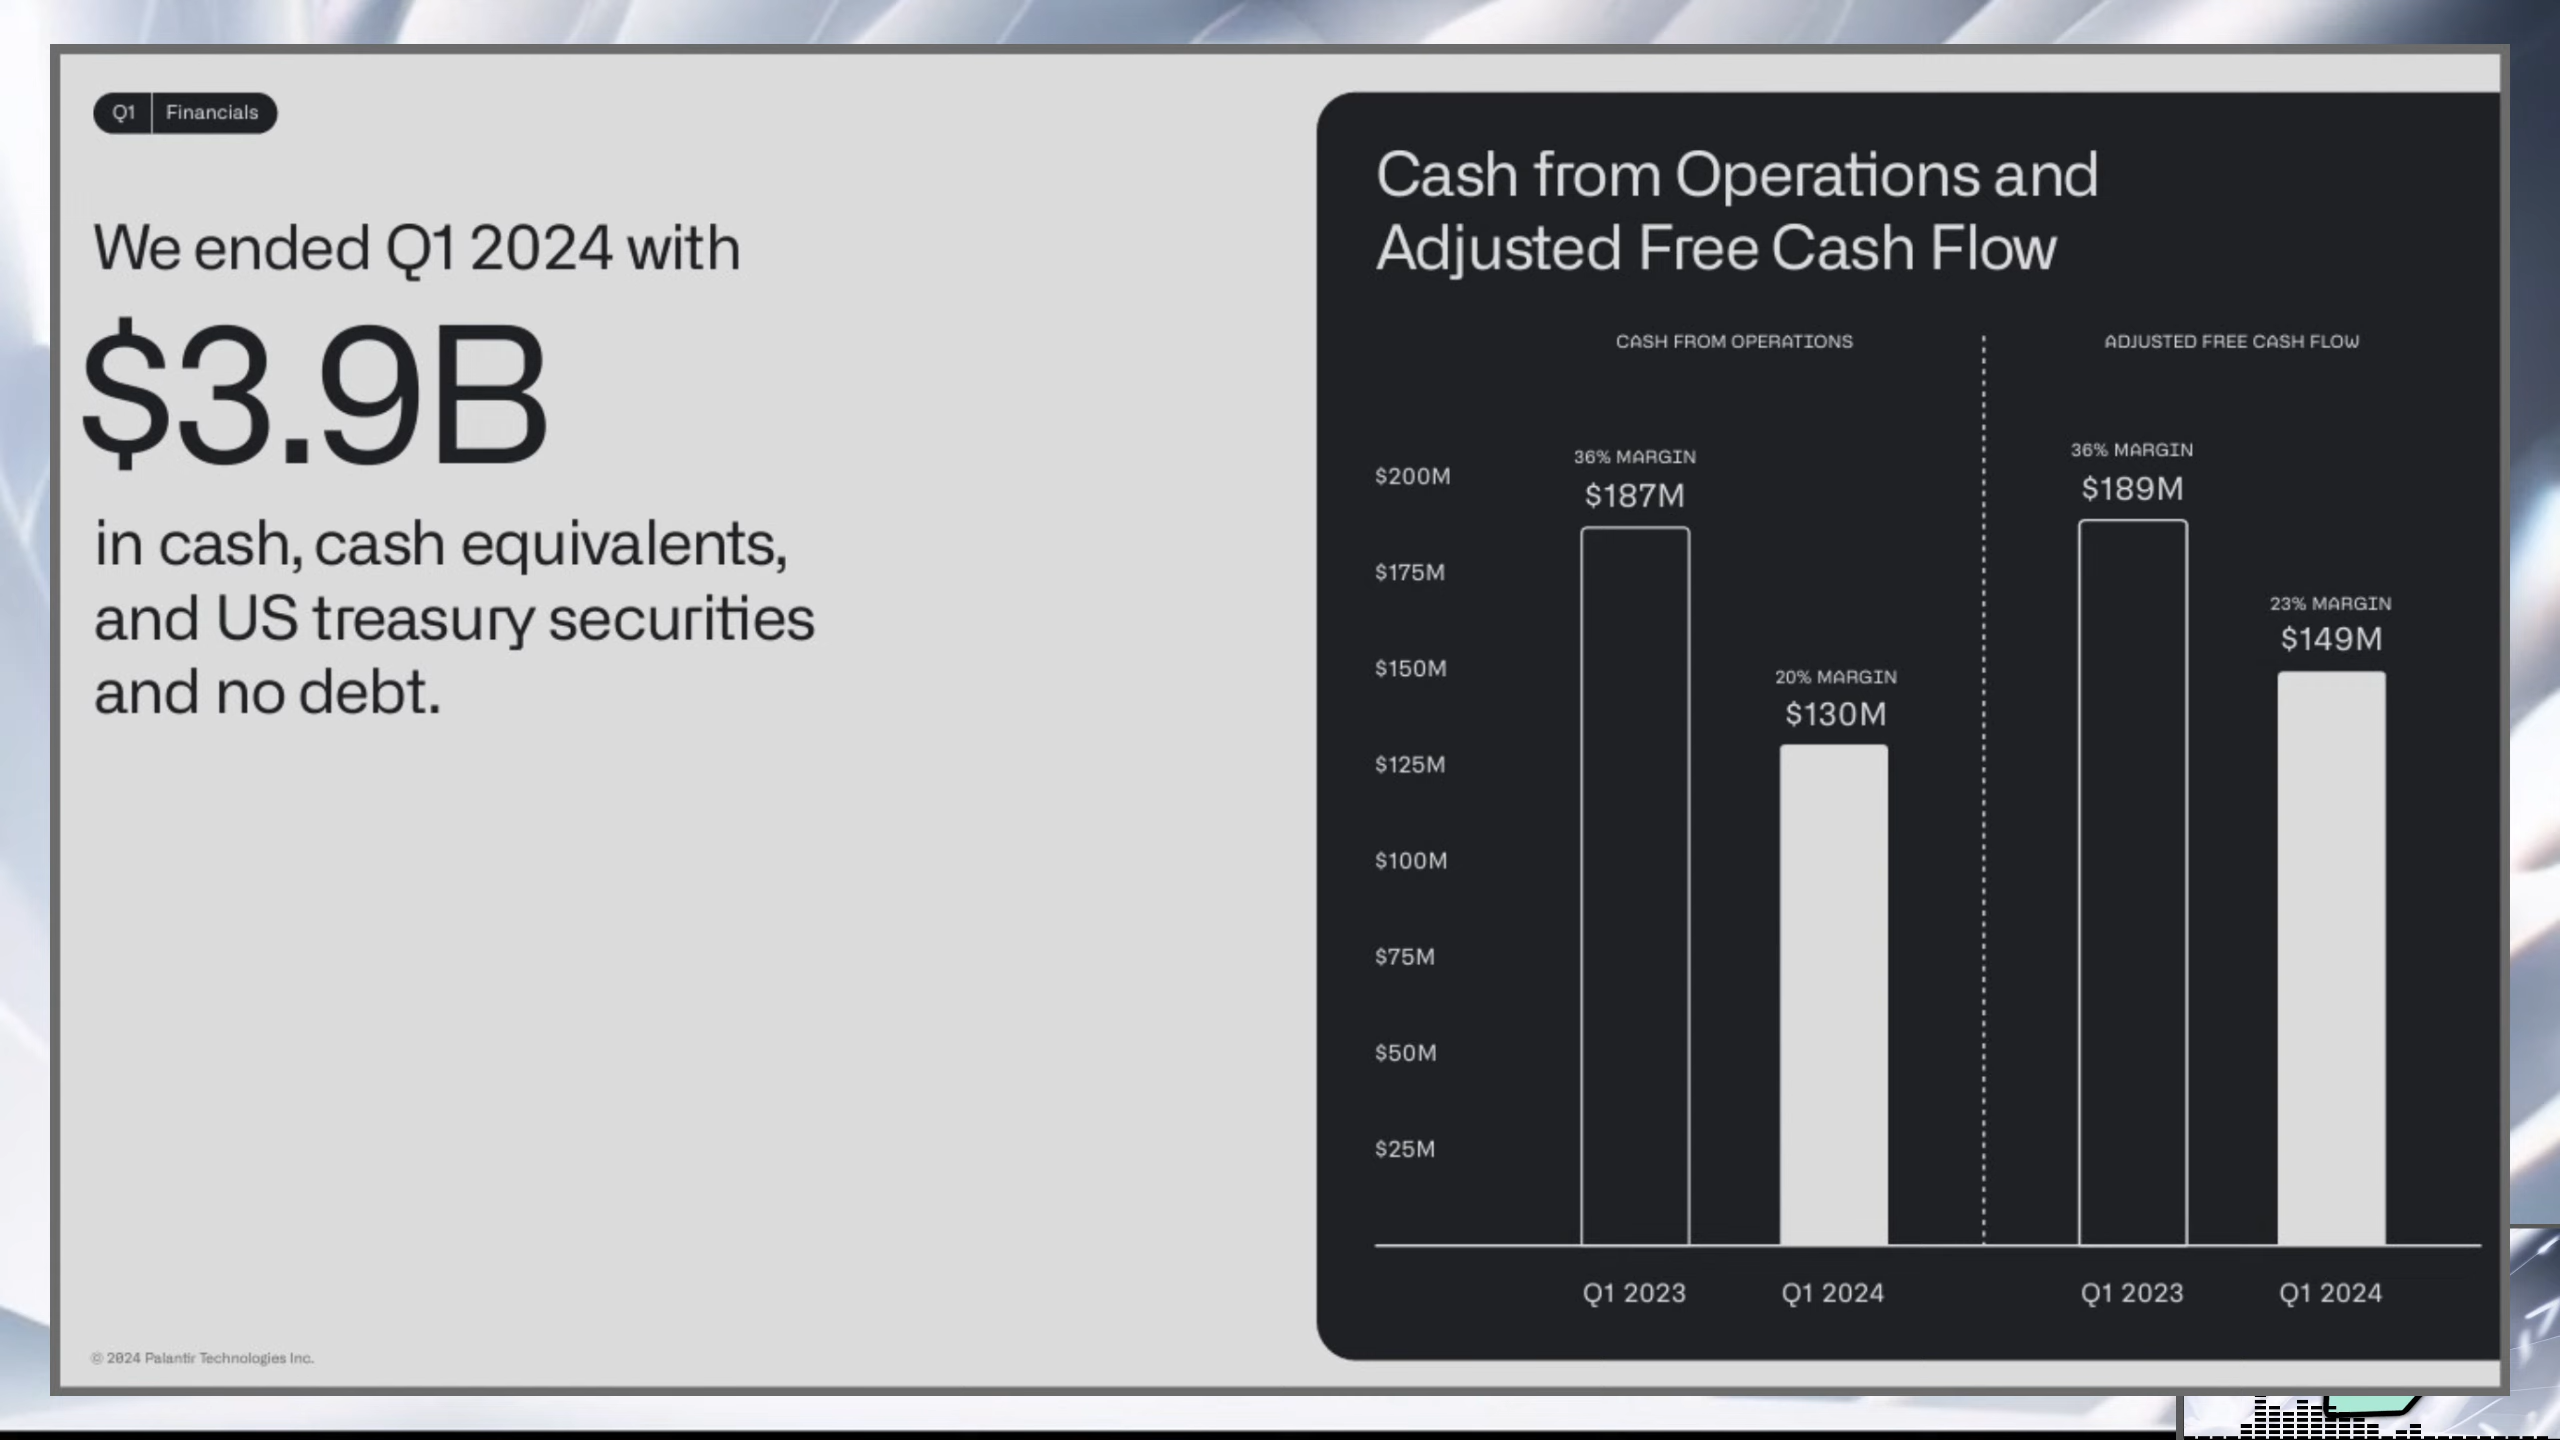 Q1 Financials
We ended Q1 2024 with
$3.9B
in cash, cash equivalents,
and US treasury securities
and no debt.
© 2024 Palantir Technologies Inc.
Cash from Operations and
Adjusted Free Cash Flow
CASH FROM OPERATIONS
ADJUSTED FREE CASH FLOW
$200M
$175M
$150M
$125M
$100M
$75M
$50M
$25M
36% MARGIN
$187M
20% MARGIN
$130M
36% MARGIN
$189M
23% MARGIN
$149M
Q1 2023
Q1 2024
Q1 2023
Q1 2024